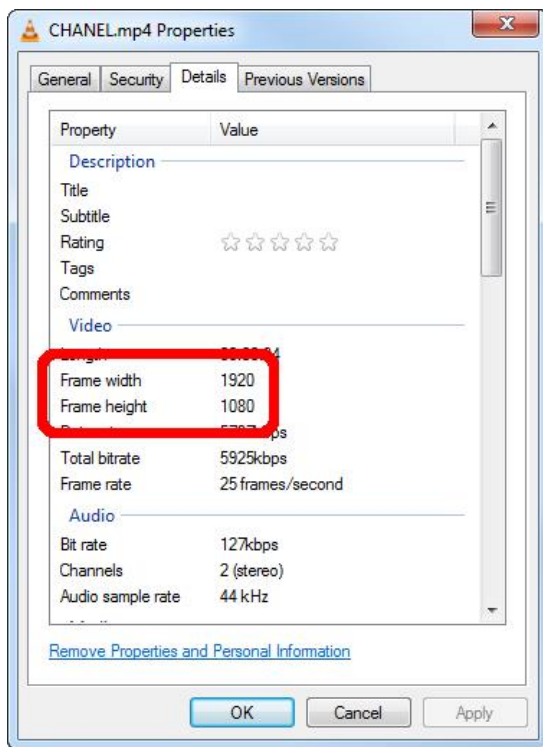 CHANEL.mp4 Properties
General Security Details Previous Versions
Property Value
Description
Title
Subtitle
Rating
Tags
Comments
Video
Frame width 1920
Frame height 1080
Total bitrate 5925kbps
Frame rate 25 frames/second
Audio
Bit rate 127kbps
Channels 2 (stereo)
Audio sample rate 44 kHz
Remove Properties and Personal Information
OK Cancel Apply